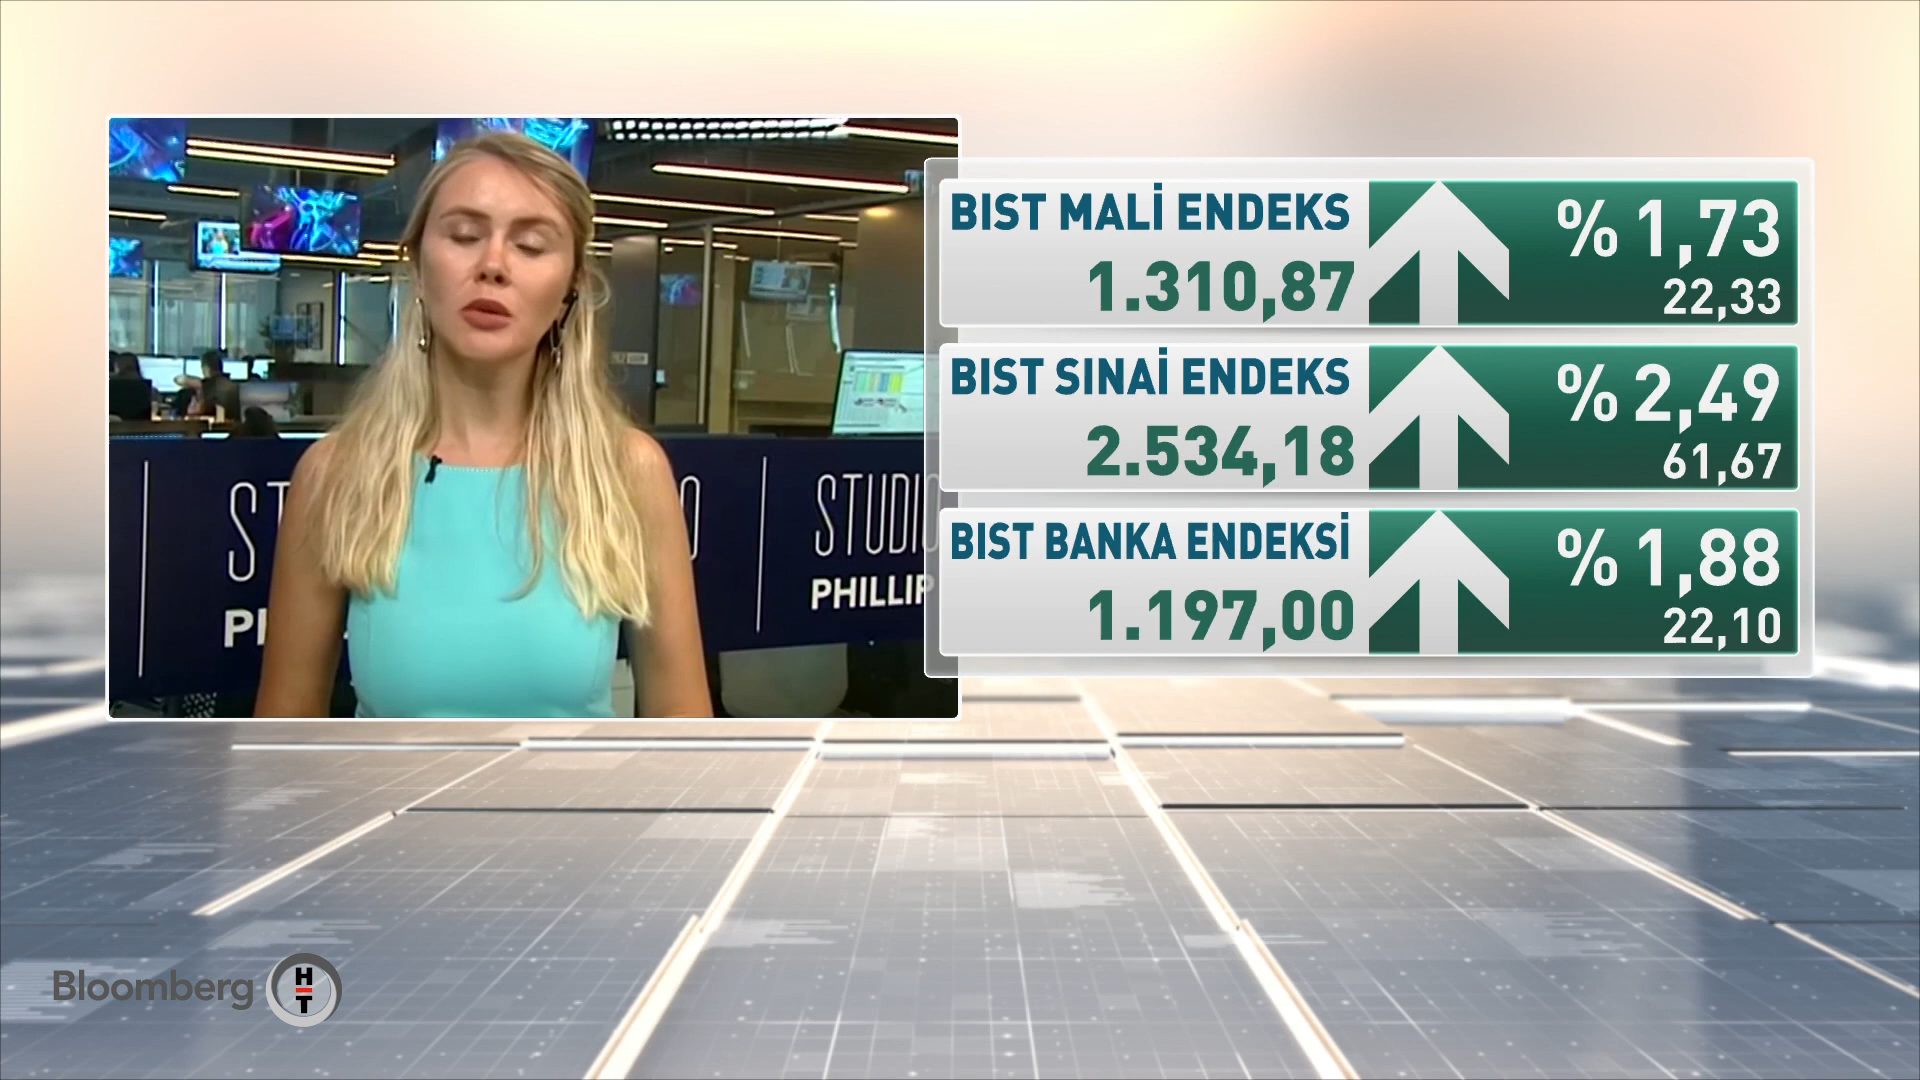 BIST MALİ ENDEKS
1.310,87
% 1,73
22,33
BIST SINAİ ENDEKS
2.534,18
% 2,49
61,67
BIST BANKA ENDEKSİ
1.197,00
% 1,88
22,10
STUDIO
PHILLIP
Bloomberg HT